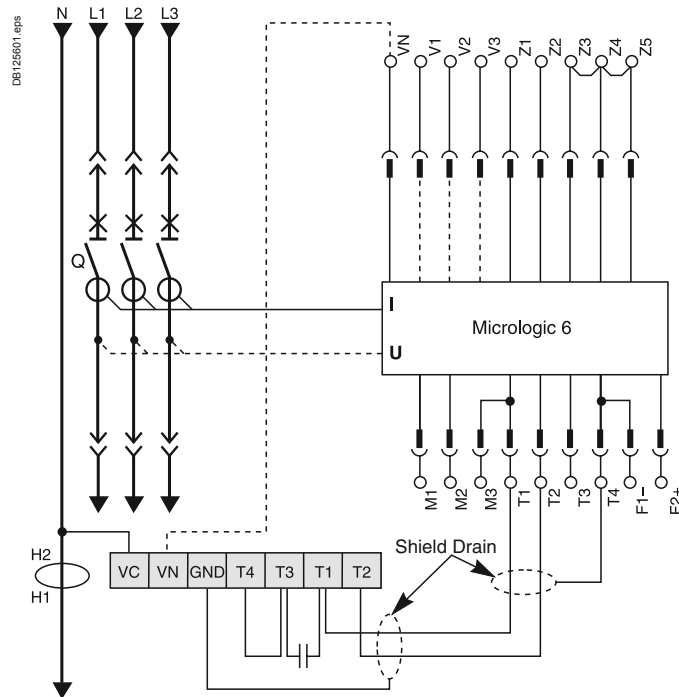 DB125601.eps
N L1 L2 L3
VN V1 V2 V3 Z1 Z2 Z3 Z4 Z5
Q
I
Micrologic 6
U
M1 M2 M3 T1 T2 T3 T4 F1- F2+
Shield Drain
H2
VC VN GND T4 T3 T1 T2
H1